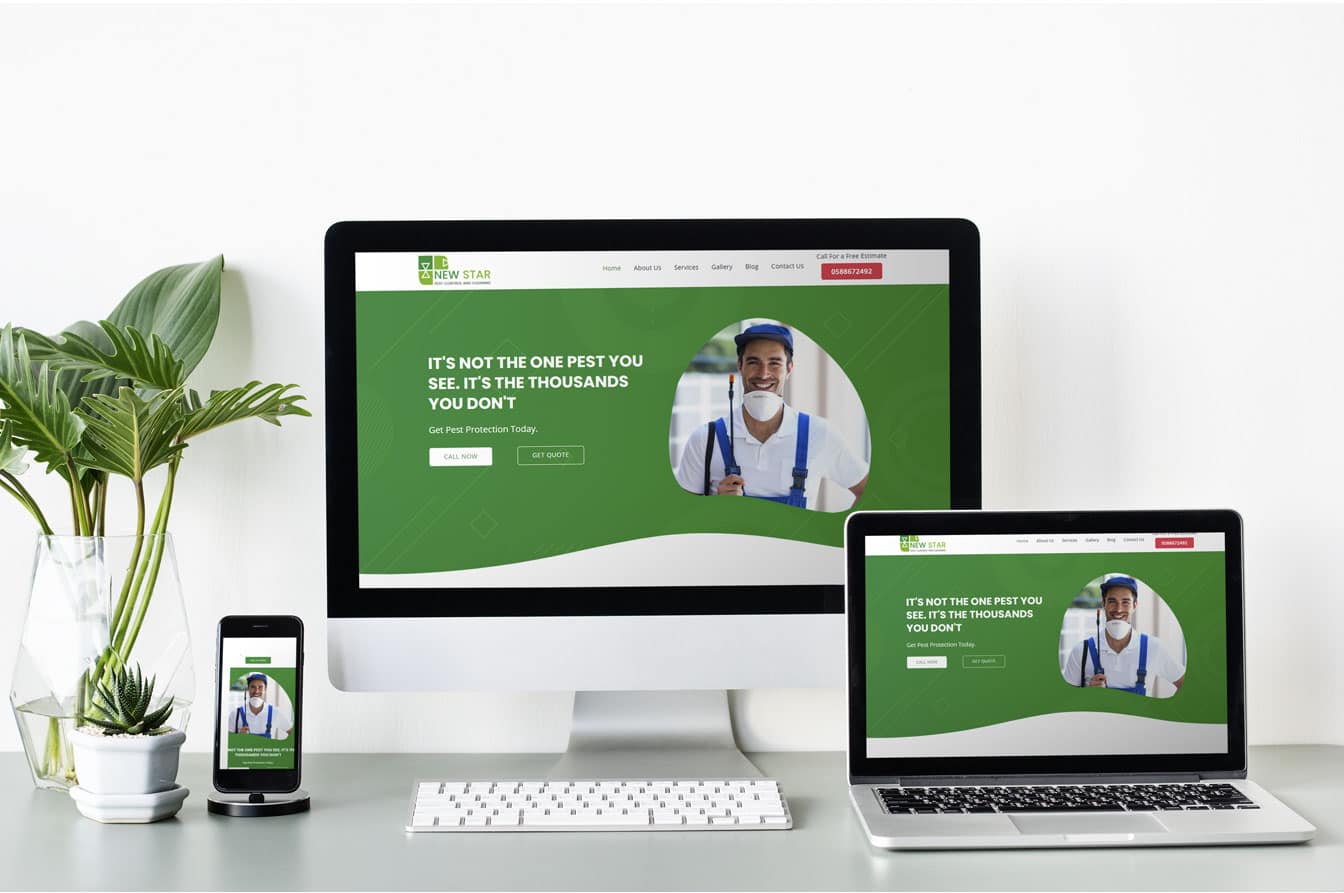 NEW STAR
PEST CONTROL AND CLEANING
Home About Us Services Gallery Blog Contact Us
Call For a Free Estimate
0588672492
IT'S NOT THE ONE PEST YOU
SEE. IT'S THE THOUSANDS
YOU DON'T
Get Pest Protection Today.
CALL NOW GET QUOTE
NEW STAR
Home About Us Services Gallery Blog Contact Us
0588672492
IT'S NOT THE ONE PEST YOU
SEE. IT'S THE THOUSANDS
YOU DON'T
Get Pest Protection Today.
CALL NOW GET QUOTE
NOT THE ONE PEST YOU SEE. IT'S TH
THOUSANDS YOU DON'T
Get Pest Protection Today.